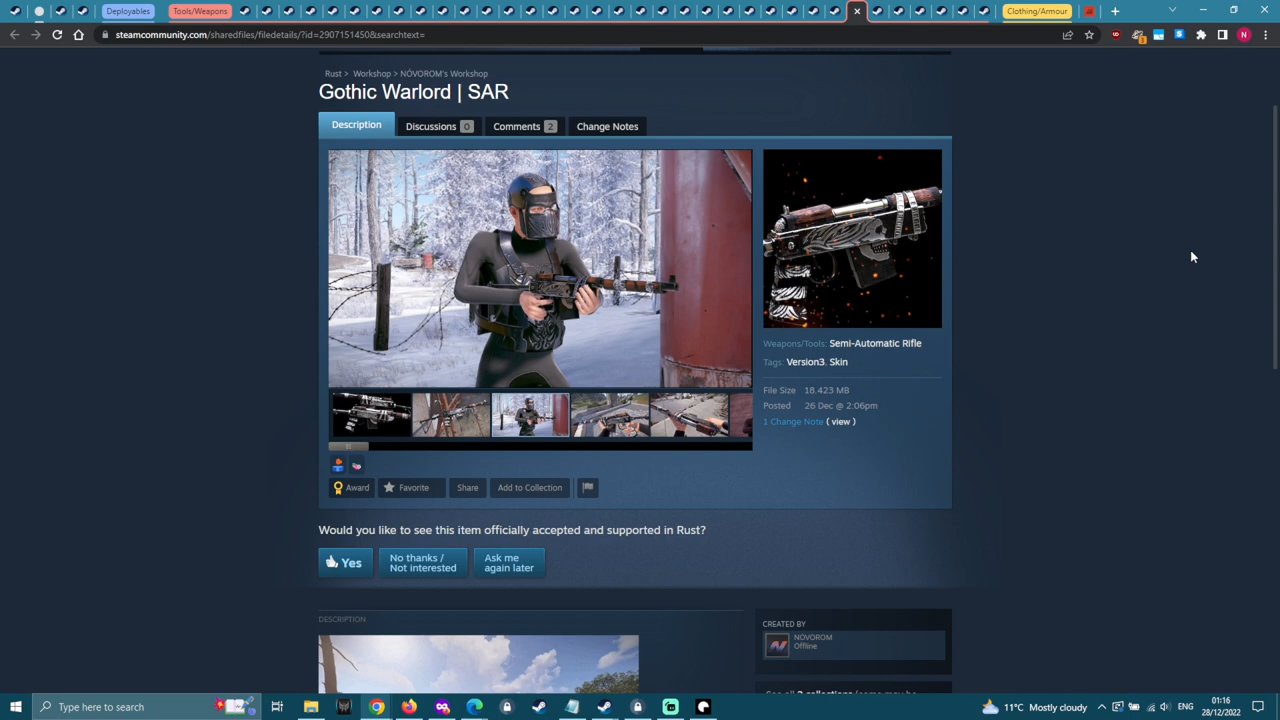 Deployables
Tools/Weapons
Clothing/Armour
steamcommunity.com/sharedfiles/filedetails/?id=2907151450&searchtext=
N
Rust > Workshop > NÓVOROM's Workshop
Gothic Warlord | SAR
Description
Discussions 0
Comments 2
Change Notes
Weapons/Tools: Semi-Automatic Rifle
Tags: Version3, Skin
File Size 18.423 MB
Posted 26 Dec @ 2:06pm
1 Change Note ( view )
Award
Favorite
Share
Add to Collection
Would you like to see this item officially accepted and supported in Rust?
Yes
No thanks /
Not interested
Ask me
again later
DESCRIPTION
CREATED BY
NOVOROM
Offline
Type here to search
11°C Mostly cloudy
ENG
01:16
28/12/2022